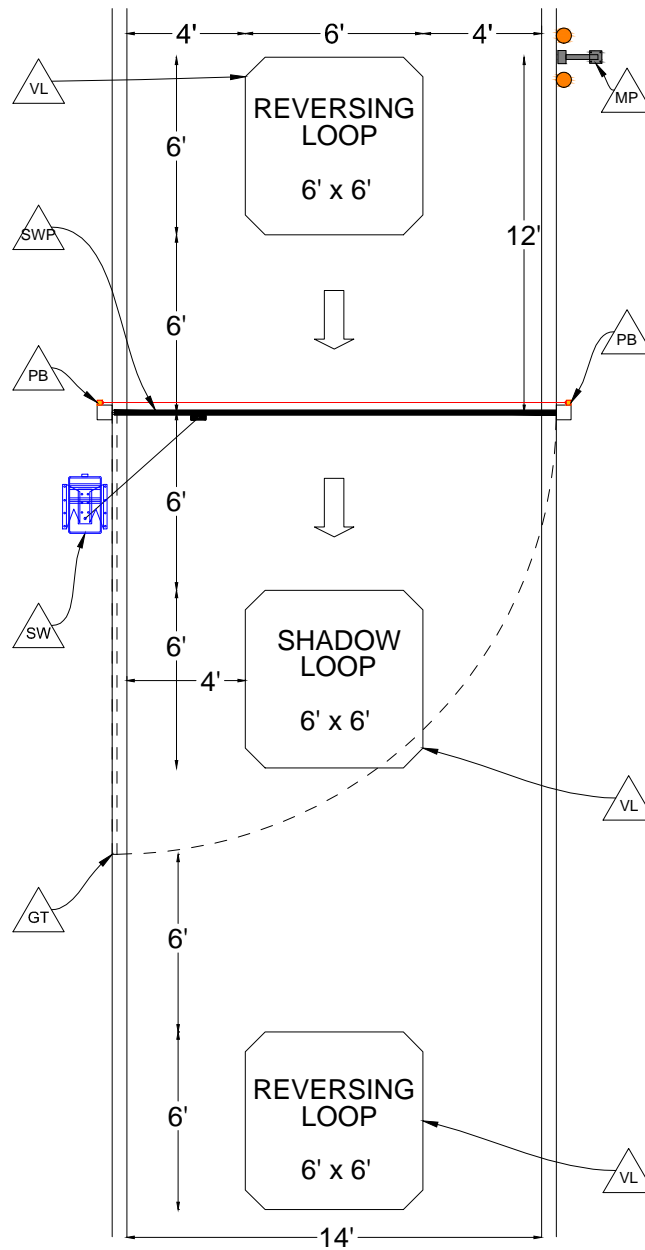 4'
6'
4'
VL
MP
REVERSING
LOOP
6' x 6'
6'
12'
SWP
6'
PB
PB
6'
SW
SHADOW
LOOP
6' x 6'
6'
4'
VL
GT
6'
REVERSING
LOOP
6' x 6'
6'
VL
14'